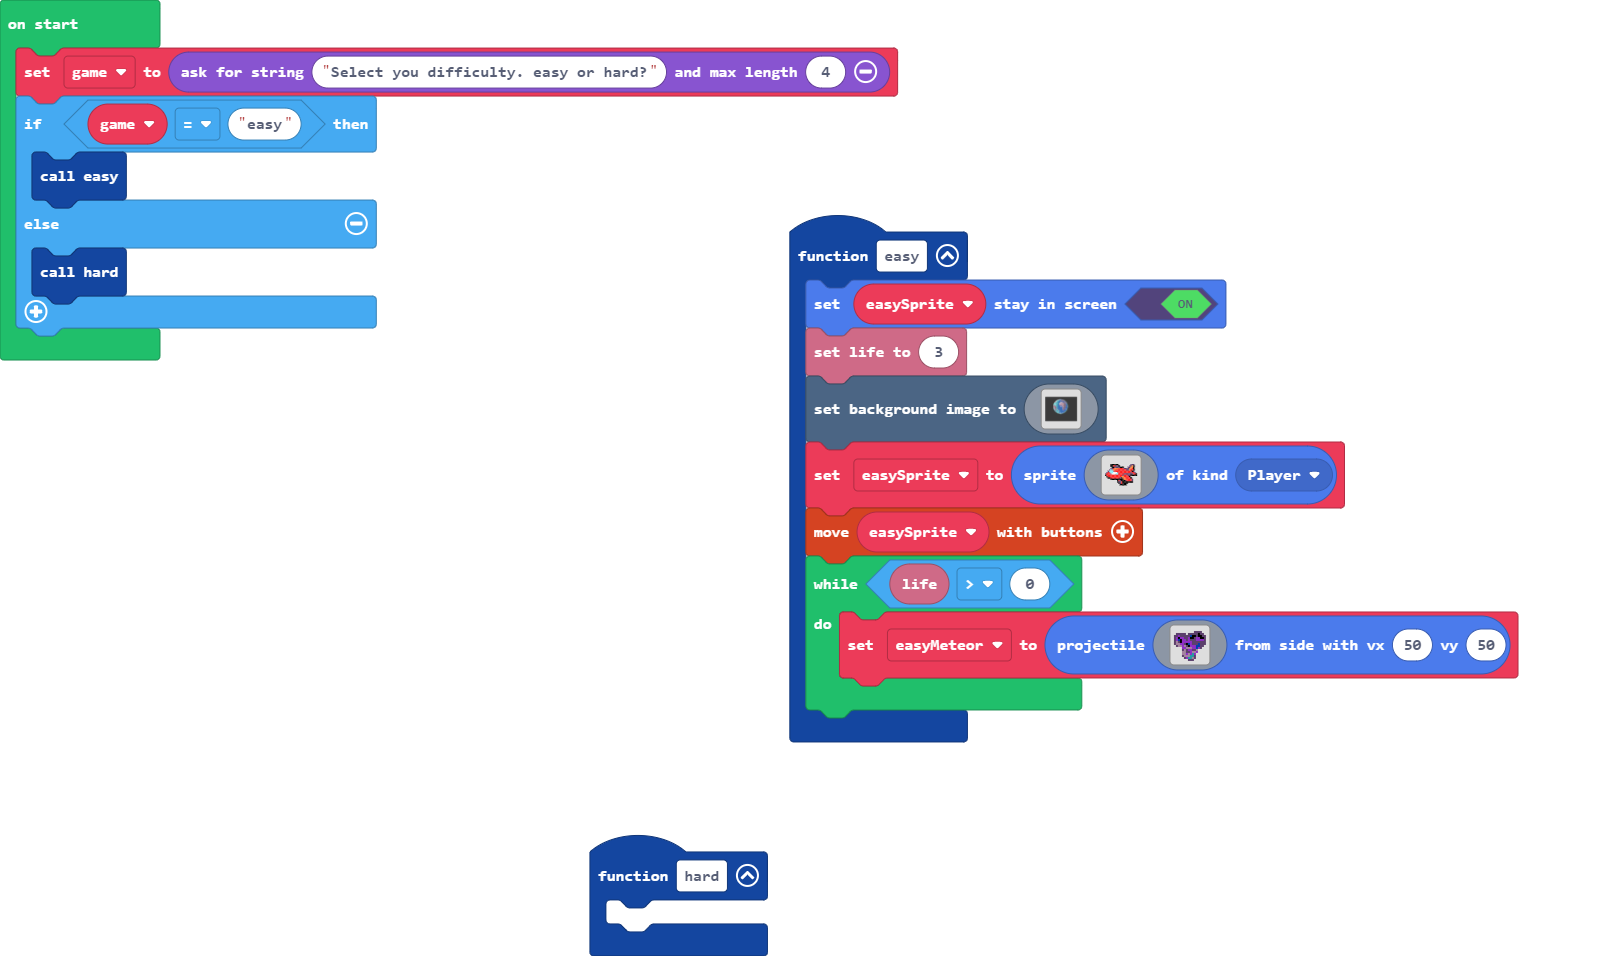 on start
set game to ask for string "Select you difficulty. easy or hard?" and max length 4
if game = "easy" then
call easy
else
call hard
function easy
set easySprite stay in screen ON
set life to 3
set background image to
set easySprite to sprite of kind Player
move easySprite with buttons
while life > 0
do
set easyMeteor to projectile from side with vx 50 vy 50
function hard